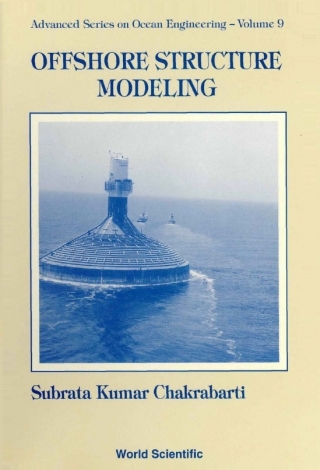 Advanced Series on Ocean Engineering – Volume 9
OFFSHORE STRUCTURE
MODELING
Subrata Kumar Chakrabarti
World Scientific